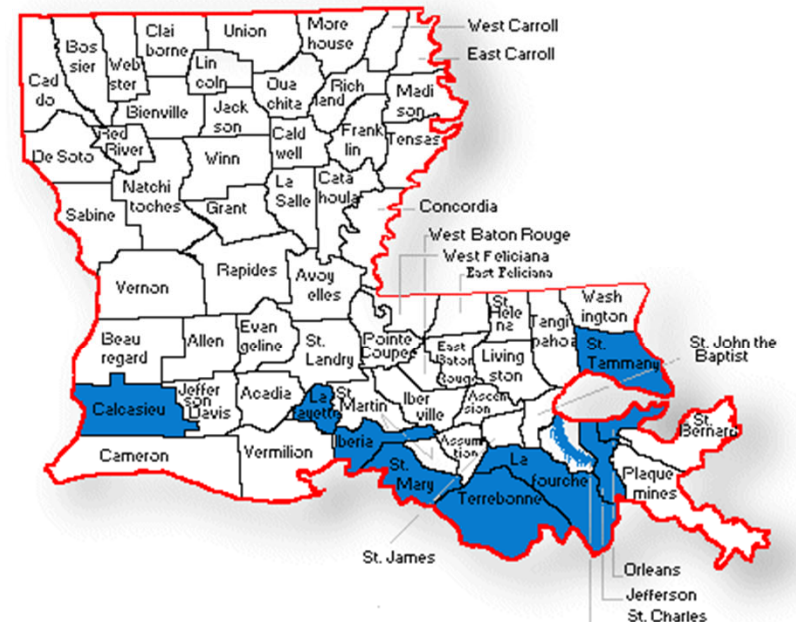 West Carroll
East Carroll
Cad
do
Bos
sier
Web
ster
Clai
borne
Union
More
house
Lin
coln
Oua
chita
Rich
land
Madi
son
Bienville
Jack
son
Red
River
De Soto
Winn
Cald
well
Frank
lin
Tensas
Natchi
toches
Sabine
Grant
La
Salle
Cata
houla
Concordia
West Baton Rouge
West Feliciana
East Feliciana
Vernon
Rapides
Avoy
elles
St.
Hele
na
Tangi
pahoa
Wash
ington
Beau
regard
Allen
Evan
geline
St.
Landry
Pointe
Coupee
East
Baton
Rouge
Living
ston
St.
Tammany
St. John the
Baptist
Calcasieu
Jeffer
son
Davis
Acadia
La
fayette
St.
Martin
Iber
ville
Ascen
sion
St.
Bernard
Cameron
Vermilion
Iberia
St.
Mary
Assum
tion
La
fourche
Terrebonne
Plaque
mines
St. James
Orleans
Jefferson
St. Charles